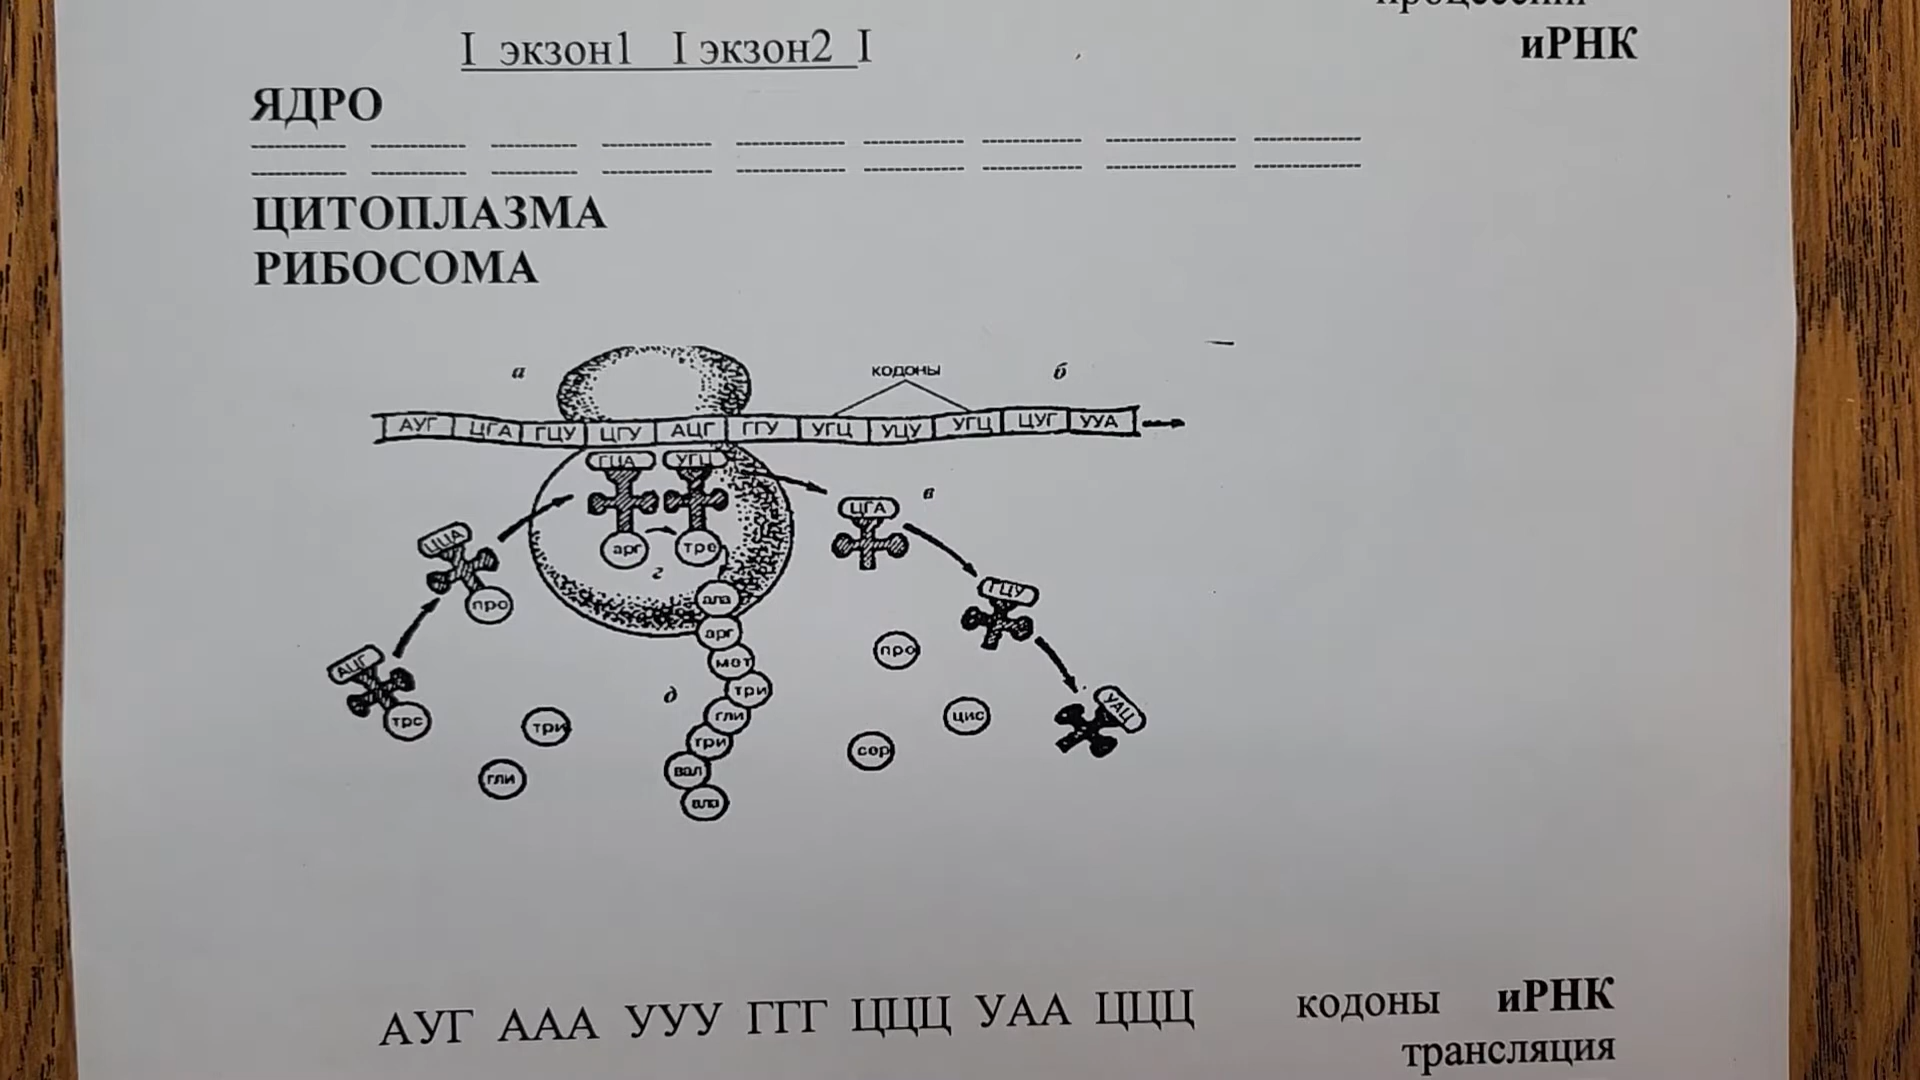 I экзон1 I экзон2 I
иРНК
ЯДРО
ЦИТОПЛАЗМА
РИБОСОМА
а
кодоны
б
АУГ ЦГА ГЦУ ЦГУ АЦГ ГГУ УГЦ УЦУ УГЦ ЦУГ УУА
ГЦА УГЦ
в
ЦГА
ЦЦА
арг тре
г
про
ала
ГЦУ
арг
про
АЦГ
мет
три
д
трс
гли
цис
УАЦ
три
три
сер
вал
гли
АУГ ААА УУУ ГГГ ЦЦЦ УАА ЦЦЦ кодоны иРНК
трансляция